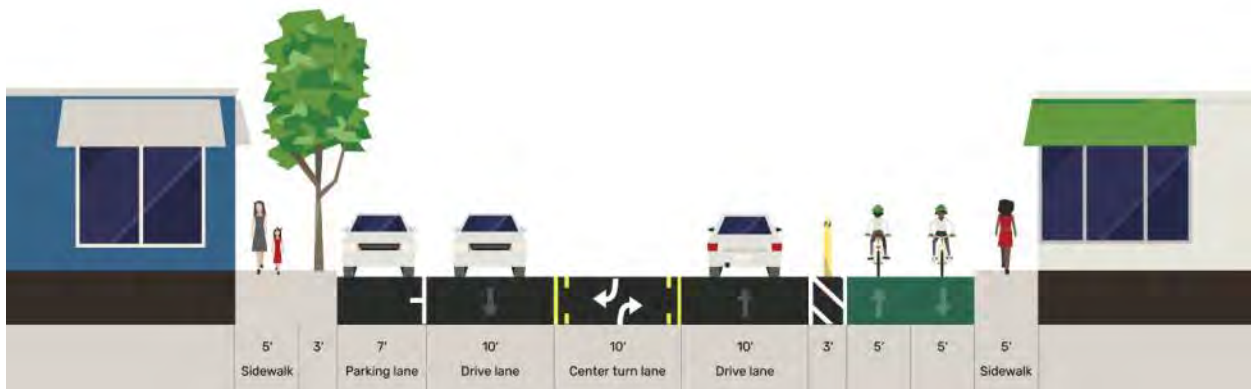 5' 3' 7' 10' 10' 10' 3' 5' 5' 5'
Sidewalk Parking lane Drive lane Center turn lane Drive lane Sidewalk